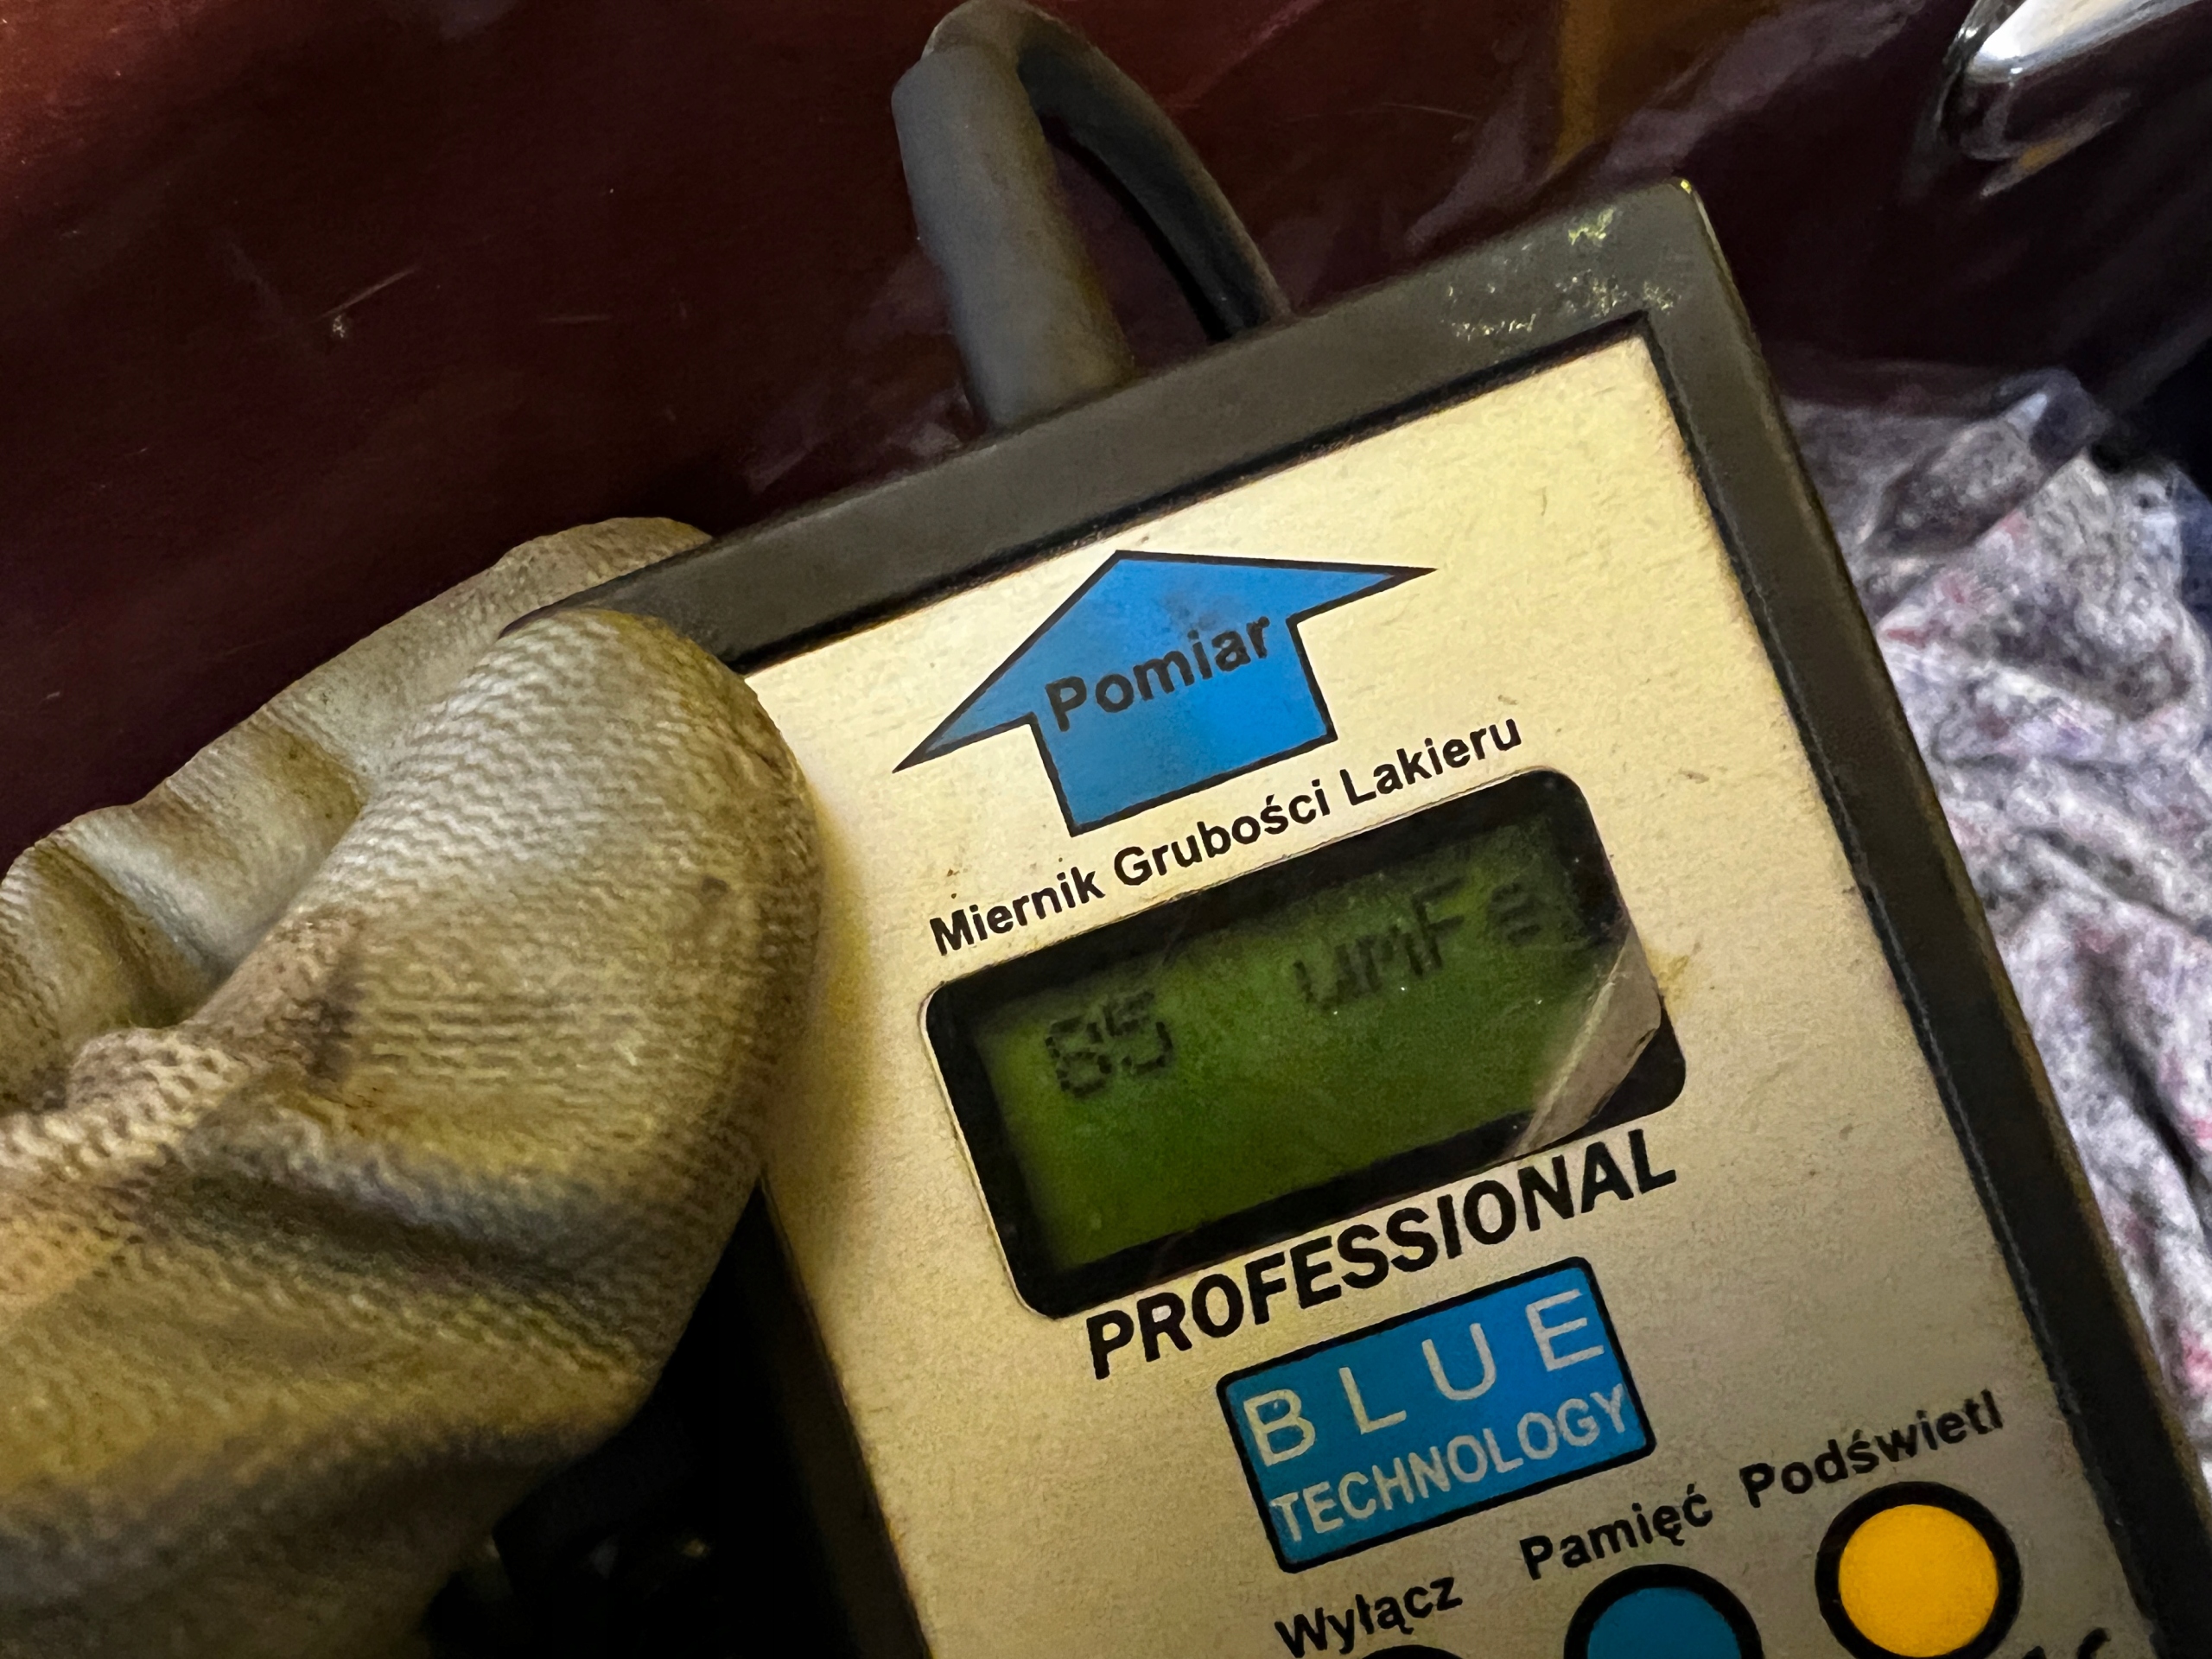 Pomiar
Miernik Grubości Lakieru
65 umFe
PROFESSIONAL
BLUE
TECHNOLOGY
Wyłącz Pamięć Podświetl